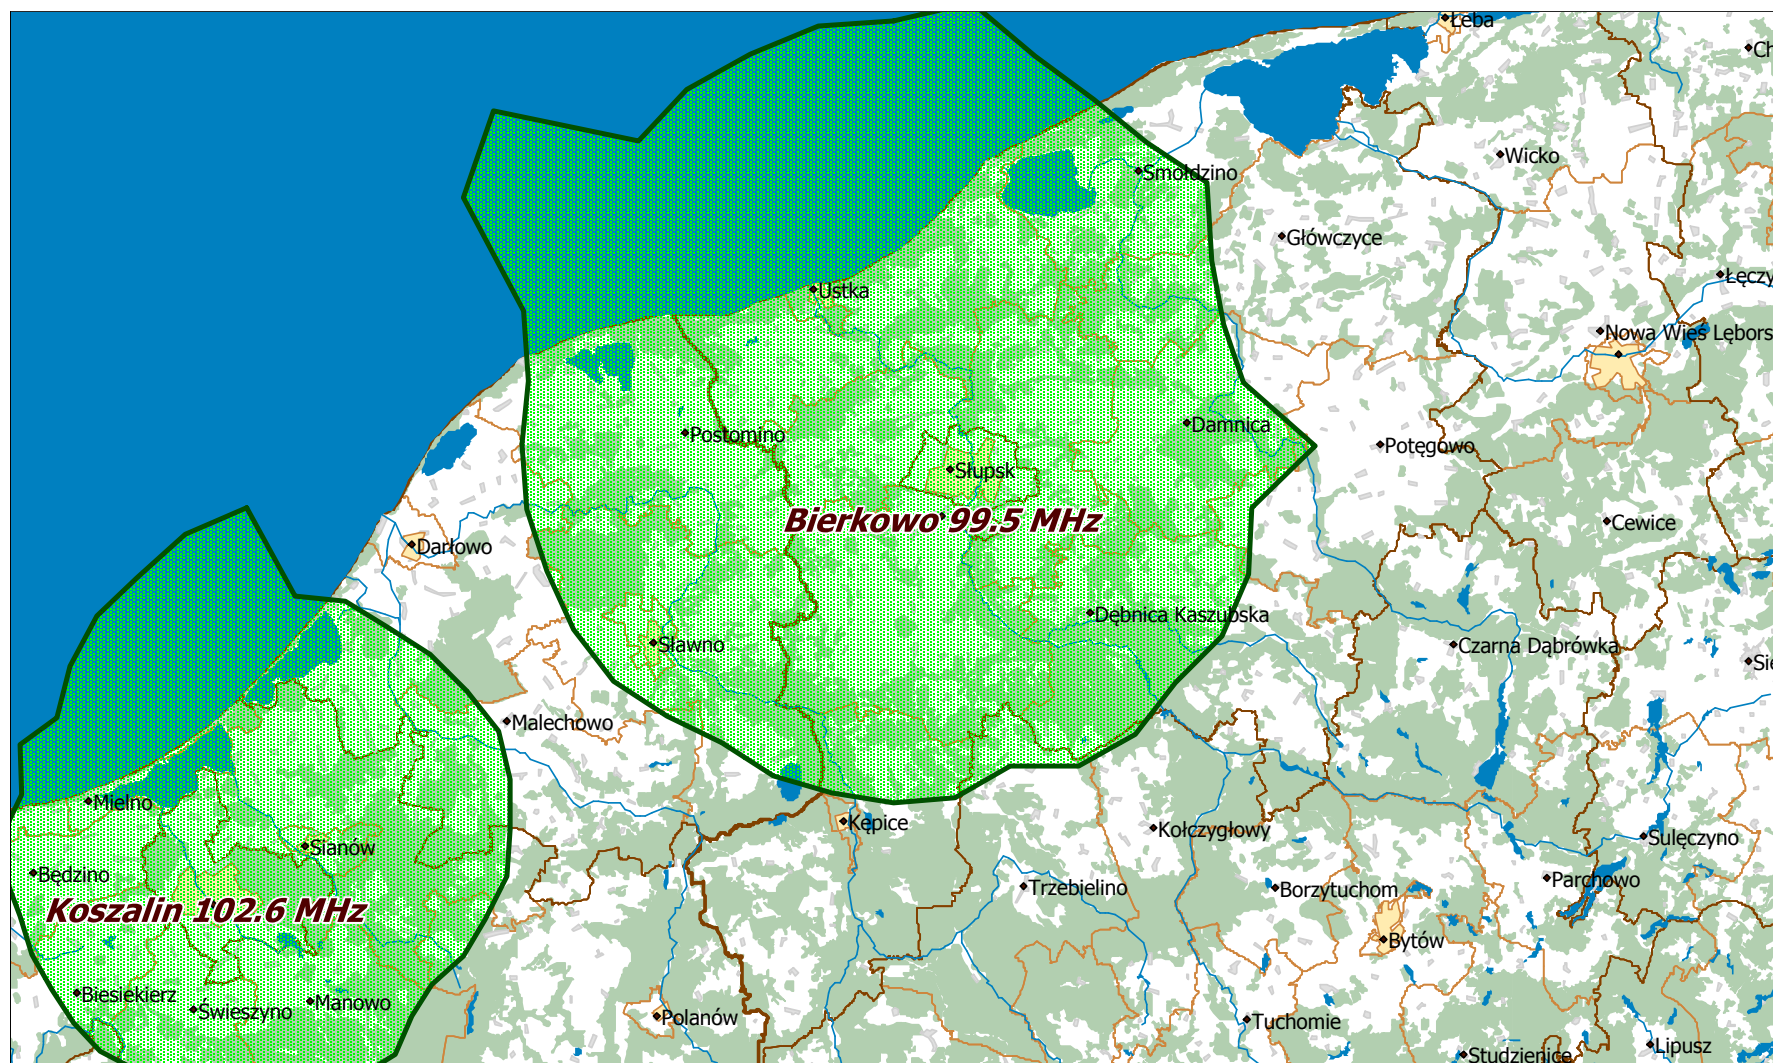 Łeba
Ch
Wicko
Smołdzino
Główczyce
Łęczy
Ustka
Nowa Wieś Lębors
Damnica
Postomino
Potęgowo
Słupsk
Bierkowo 99.5 MHz
Cewice
Darłowo
Dębnica Kaszubska
Sławno
Czarna Dąbrówka
Sie
Malechowo
Mielno
Kępice
Kołczygłowy
Sulęczyno
Sianów
Będzino
Trzebielino
Borzytuchom
Parchowo
Koszalin 102.6 MHz
Bytów
Biesiekierz
Manowo
Świeszyno
Polanów
Tuchomie
Lipusz
Studzienice